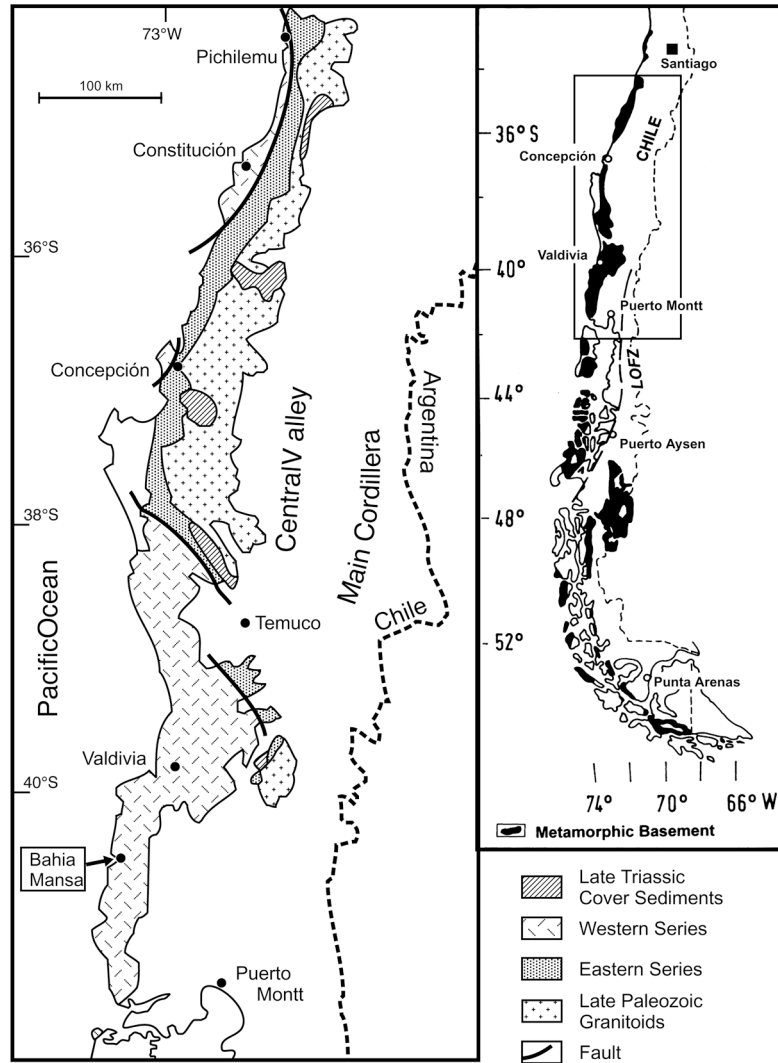 73°W
Pichilemu
100 km
Constitución
36°S
Concepción
38°S
Temuco
Valdivia
40°S
Bahia
Mansa
Puerto
Montt
PacificOcean
CentralV alley
Main Cordillera
Argentina
Chile
Santiago
36°S
CHILE
Concepción
Valdivia
40°
Puerto Montt
LOFZ
44°
Puerto Aysen
48°
52°
Punta Arenas
74° 70° 66° W
Metamorphic Basement
Late Triassic
Cover Sediments
Western Series
Eastern Series
Late Paleozoic
Granitoids
Fault